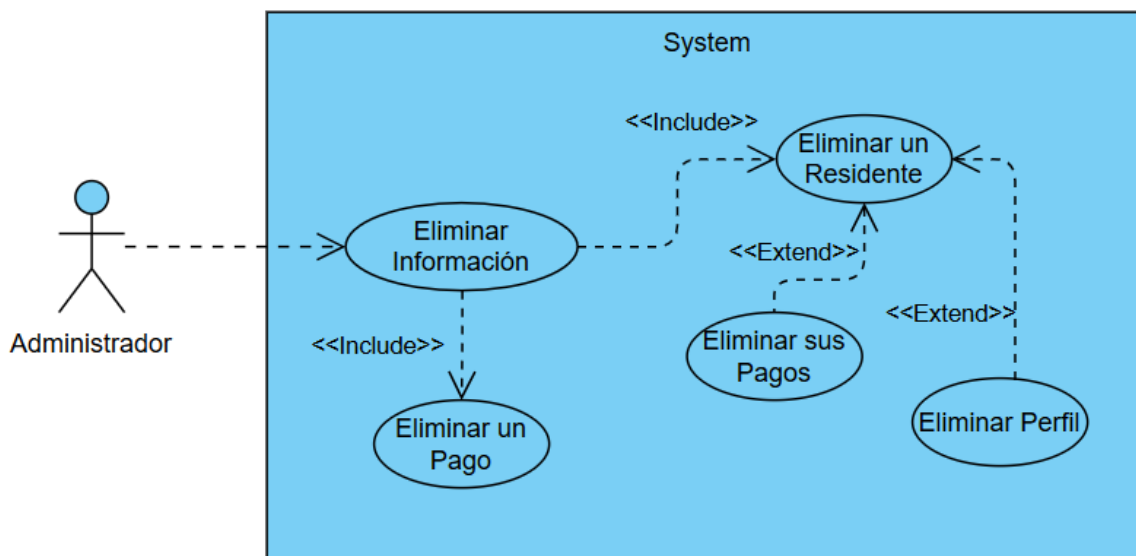 System
<<Include>>
Eliminar un
Residente
Eliminar
Información
<<Extend>>
<<Extend>>
Administrador
<<Include>>
Eliminar sus
Pagos
Eliminar un
Pago
Eliminar Perfil